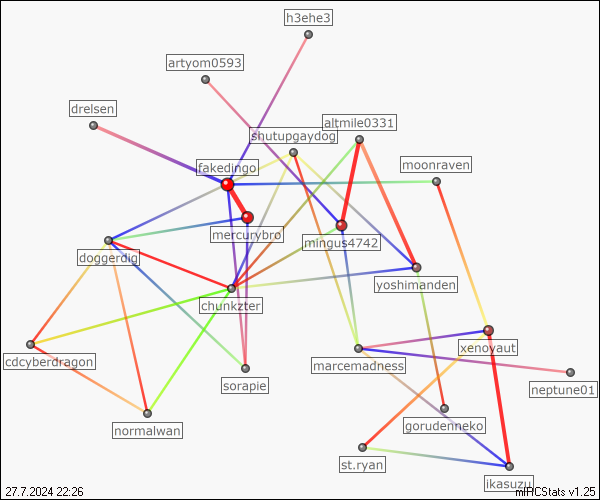 h3ehe3
artyom0593
drelsen
altmile0331
shutupgaydog
fakedingo
moonraven
mercurybro
mingus4742
doggerdig
yoshimanden
chunkzter
xenoyaut
cdcyberdragon
marcemadness
sorapie
neptune01
gorudenneko
normalwan
st.ryan
ikasuzu
27.7.2024 22:26
mIRCStats v1.25